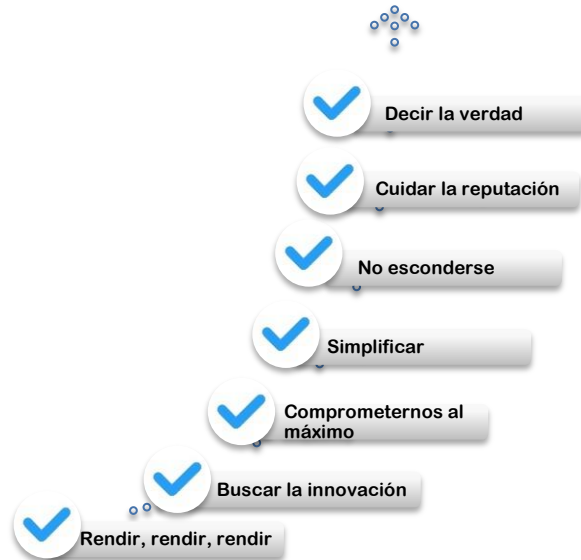 Decir la verdad
Cuidar la reputación
No esconderse
Simplificar
Comprometernos al
máximo
Buscar la innovación
Rendir, rendir, rendir